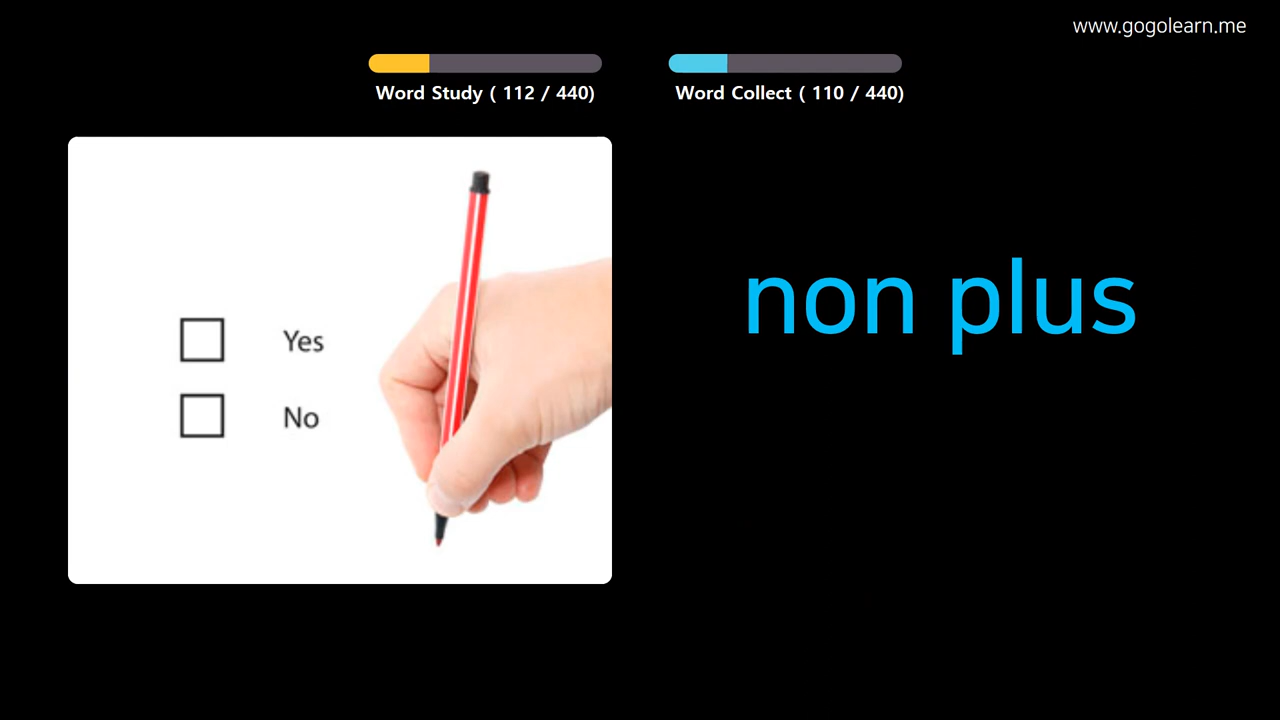 www.gogolearn.me
Word Study ( 112 / 440)
Word Collect ( 110 / 440)
non plus
Yes
No